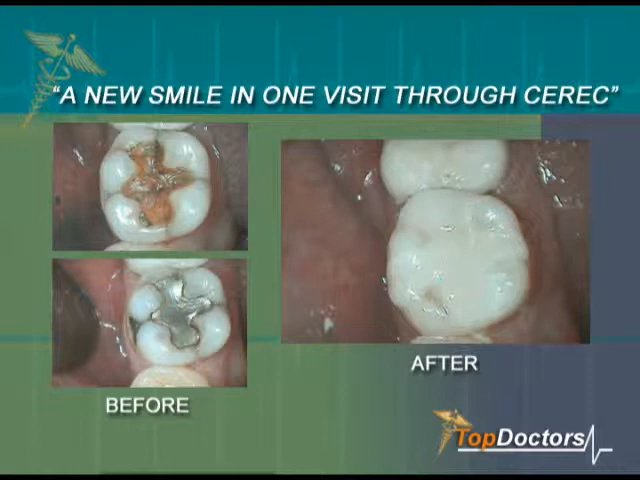 “A NEW SMILE IN ONE VISIT THROUGH CEREC”
AFTER
BEFORE
TopDoctors